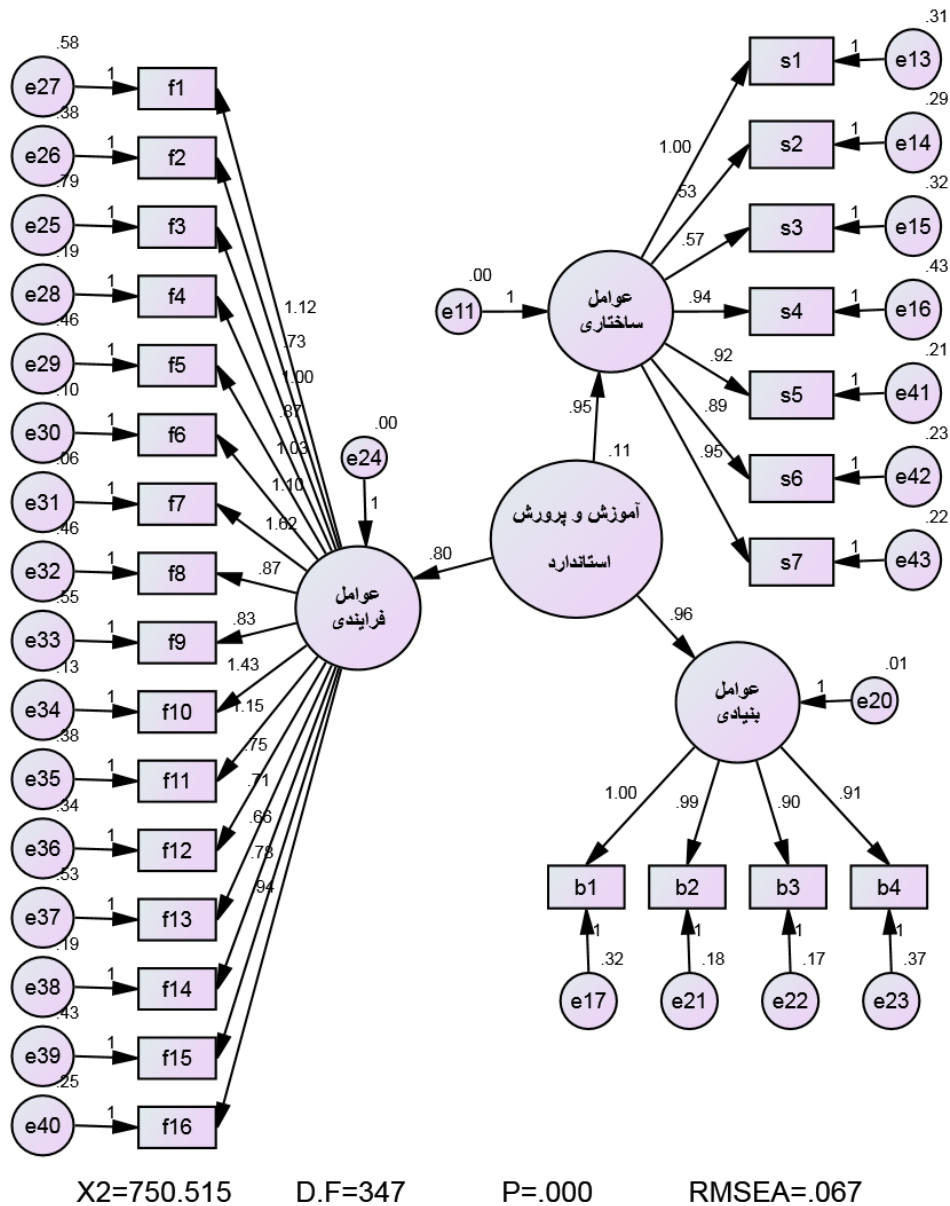 .58
e27 1 f1
.38
e26 1 f2
.79
e25 1 f3
.19
e28 1 f4
.46
e29 1 f5
.10
e30 1 f6
.06
e31 1 f7
.46
e32 1 f8
.55
e33 1 f9
.13
e34 1 f10
.38
e35 1 f11
.34
e36 1 f12
.53
e37 1 f13
.19
e38 1 f14
.43
e39 1 f15
.25
e40 1 f16
1.12
.73
1.00
.87
1.03
1.10
1.62
.87
.83
1.43
1.15
.75
.71
.66
.78
.94
.00
e24
1
عوامل
فرایندی
.80
آموزش و پرورش
استاندارد
.11
.95
.96
.00
e11 1
عوامل
ساختاری
1.00
.53
.57
.94
.92
.89
.95
.31
s1 1 e13
.29
s2 1 e14
.32
s3 1 e15
.43
s4 1 e16
.21
s5 1 e41
.23
s6 1 e42
.22
s7 1 e43
عوامل
بنیادی
.01
1 e20
1.00 .99 .90 .91
b1 b2 b3 b4
1 1 1 1
.32 .18 .17 .37
e17 e21 e22 e23
X2=750.515 D.F=347 P=.000 RMSEA=.067